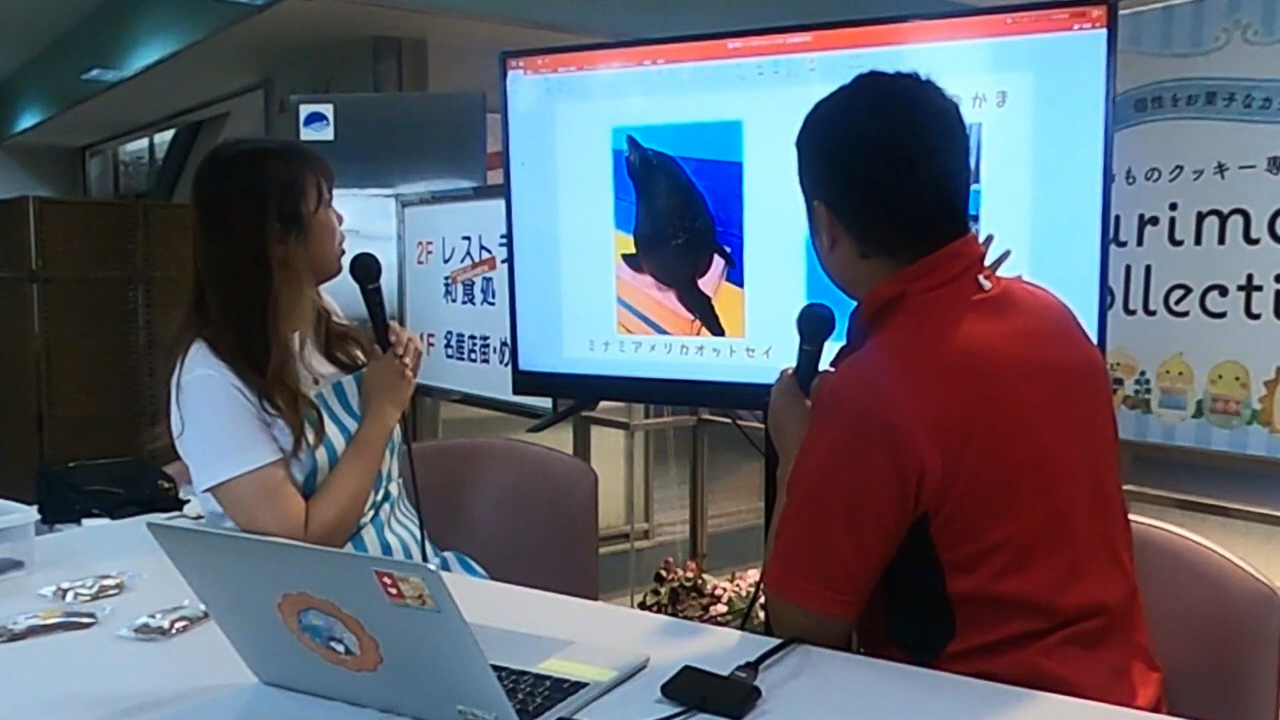 かま
ミナミアメリカオットセイ
2F レストラ
和食処
1F 名産店街・め
個性をお菓子なカ
ものクッキー専
urimo
ollecti